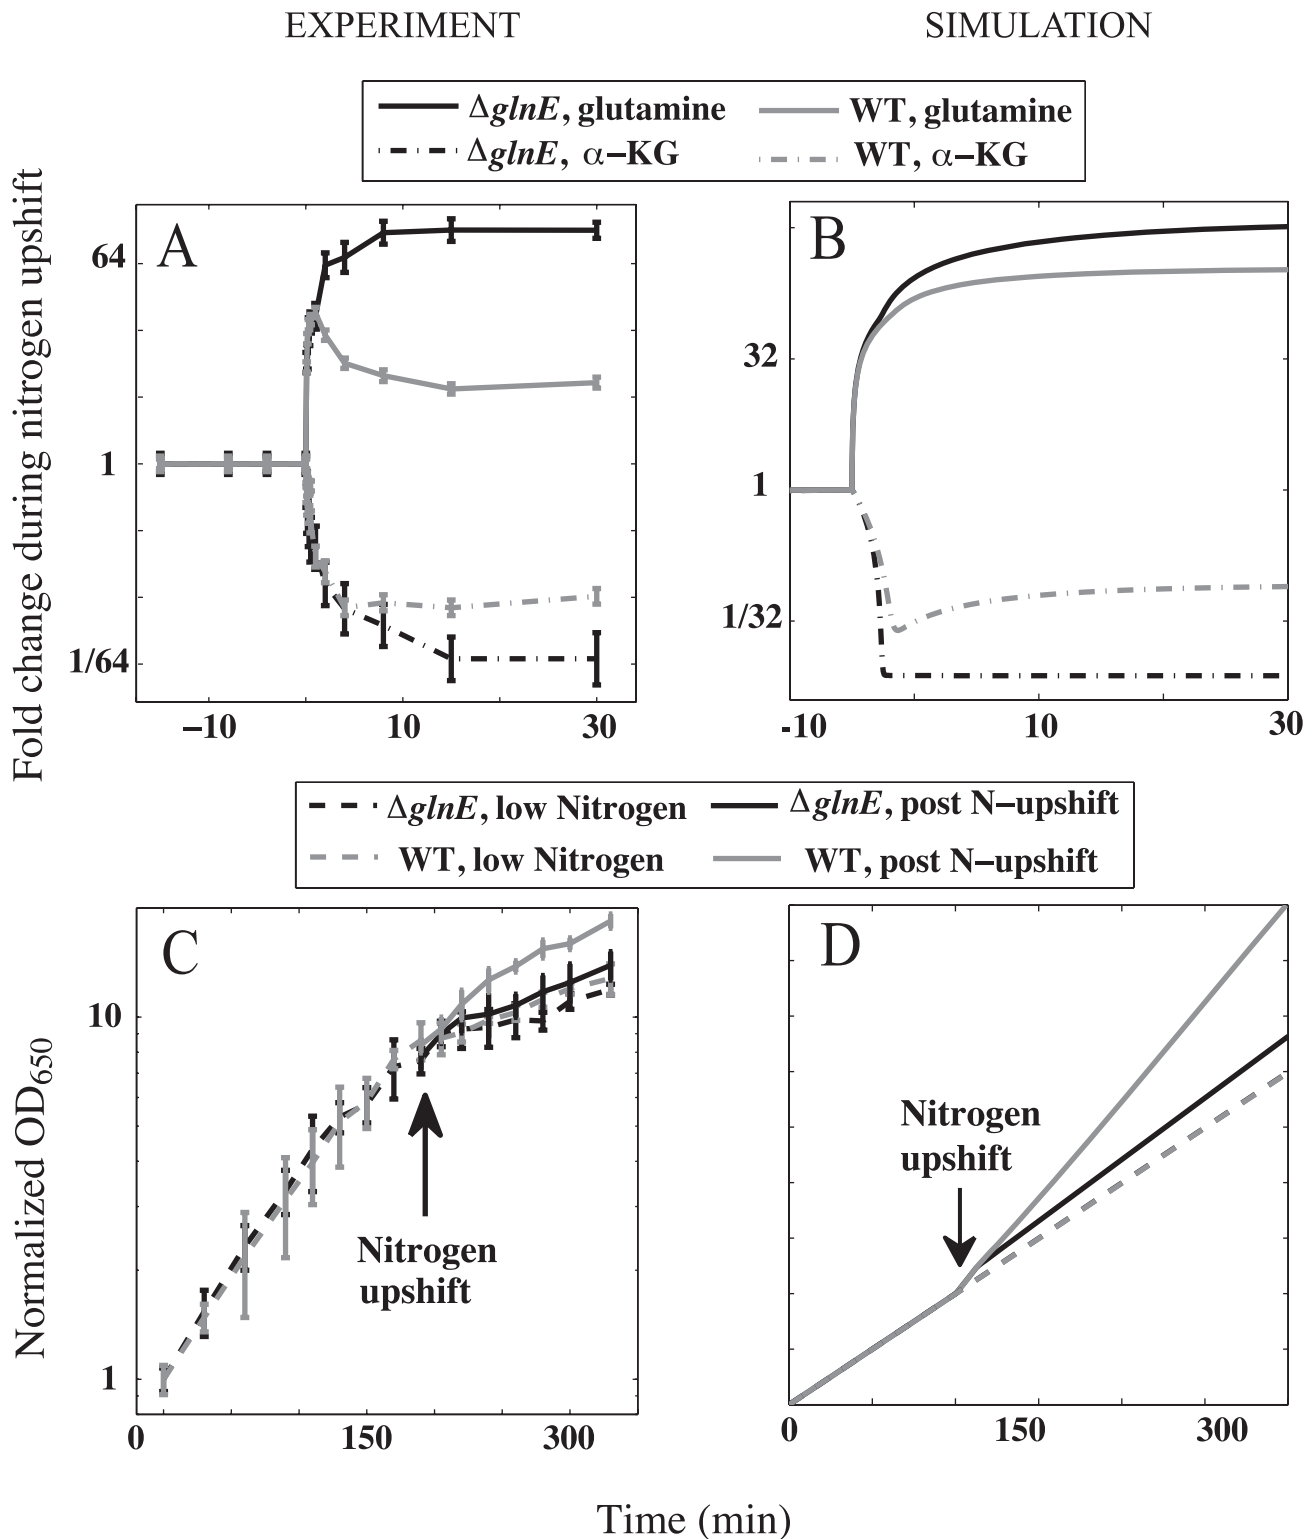 EXPERIMENT SIMULATION
ΔglnE, glutamine WT, glutamine
ΔglnE, α−KG WT, α−KG
Fold change during nitrogen upshift
A
64
1
1/64
−10 10 30
B
32
1
1/32
-10 10 30
ΔglnE, low Nitrogen ΔglnE, post N−upshift
WT, low Nitrogen WT, post N−upshift
Normalized OD650
C
10
1
Nitrogen
upshift
0 150 300
D
Nitrogen
upshift
0 150 300
Time (min)